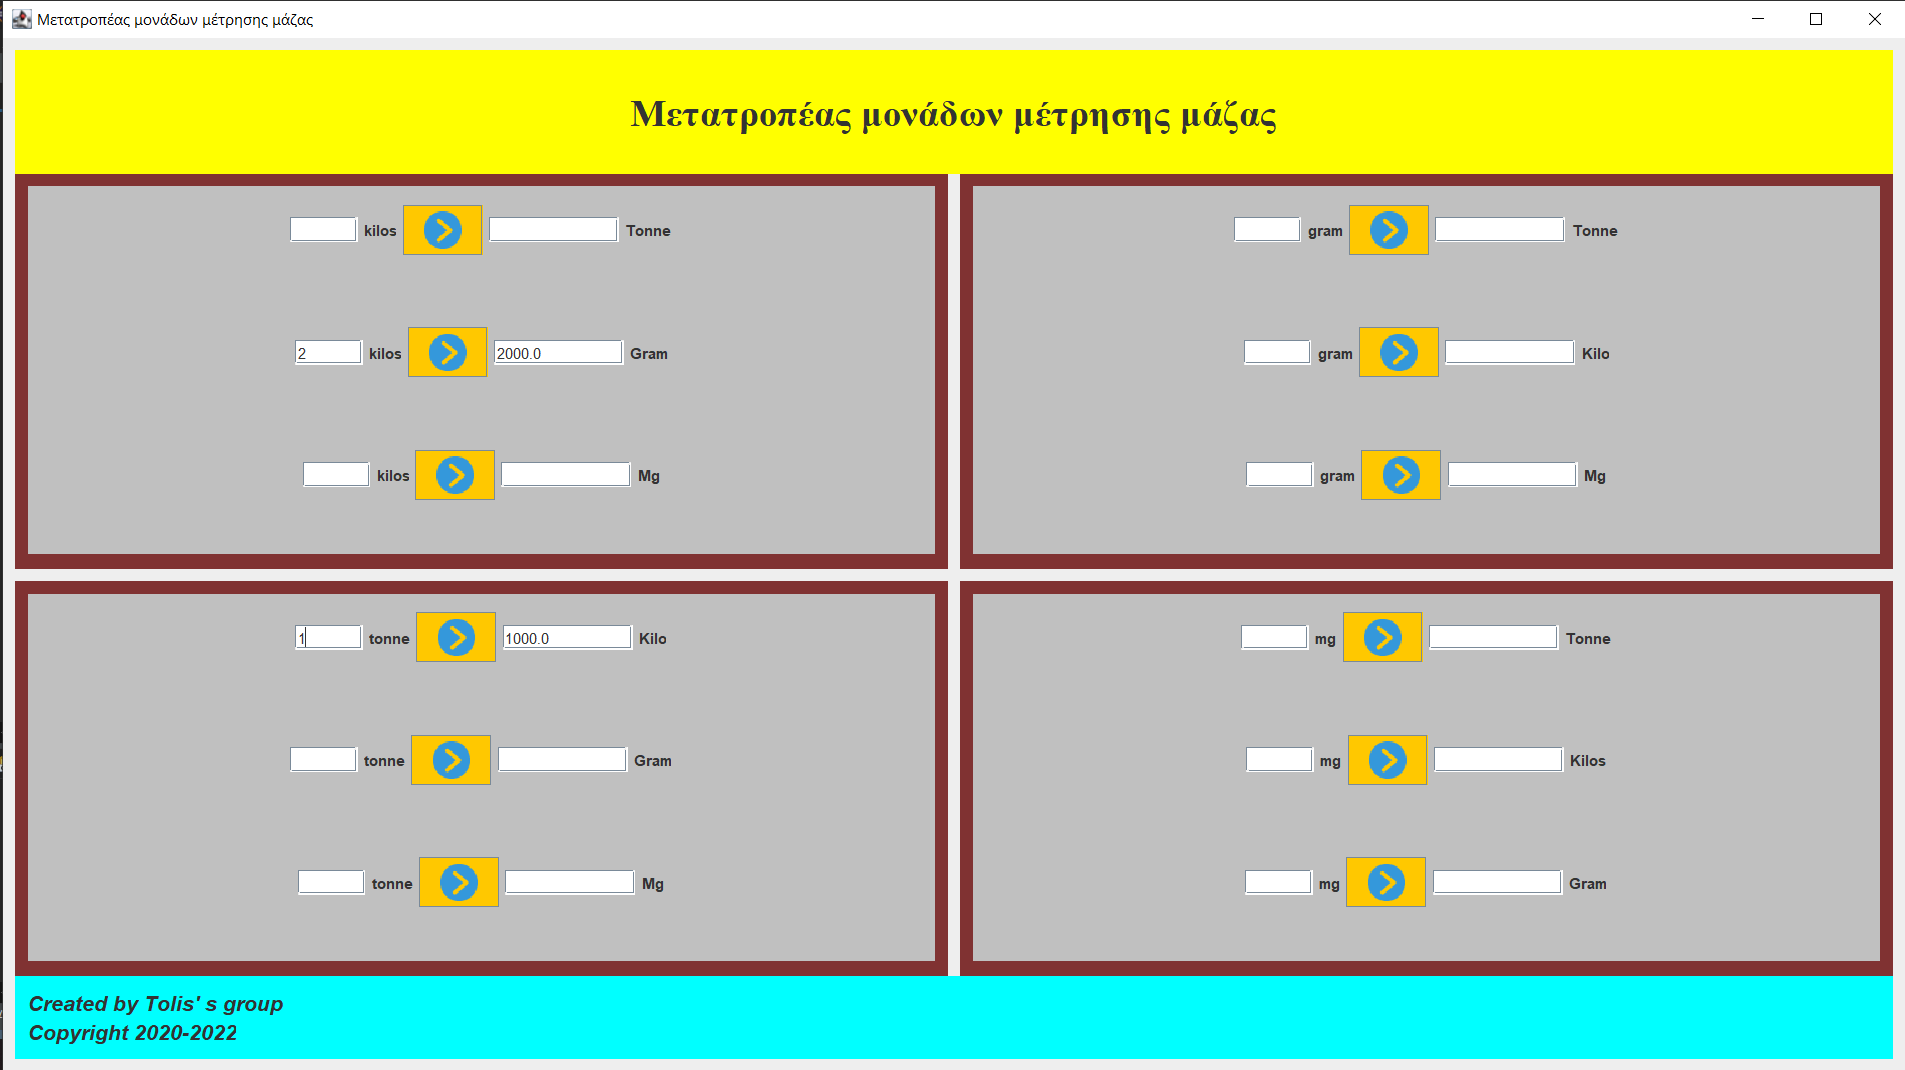 Μετατροπέας μονάδων μέτρησης μάζας
Μετατροπέας μονάδων μέτρησης μάζας
kilos Tonne
2 kilos 2000.0 Gram
kilos Mg
gram Tonne
gram Kilo
gram Mg
1 tonne 1000.0 Kilo
tonne Gram
tonne Mg
mg Tonne
mg Kilos
mg Gram
Created by Tolis' s group
Copyright 2020-2022